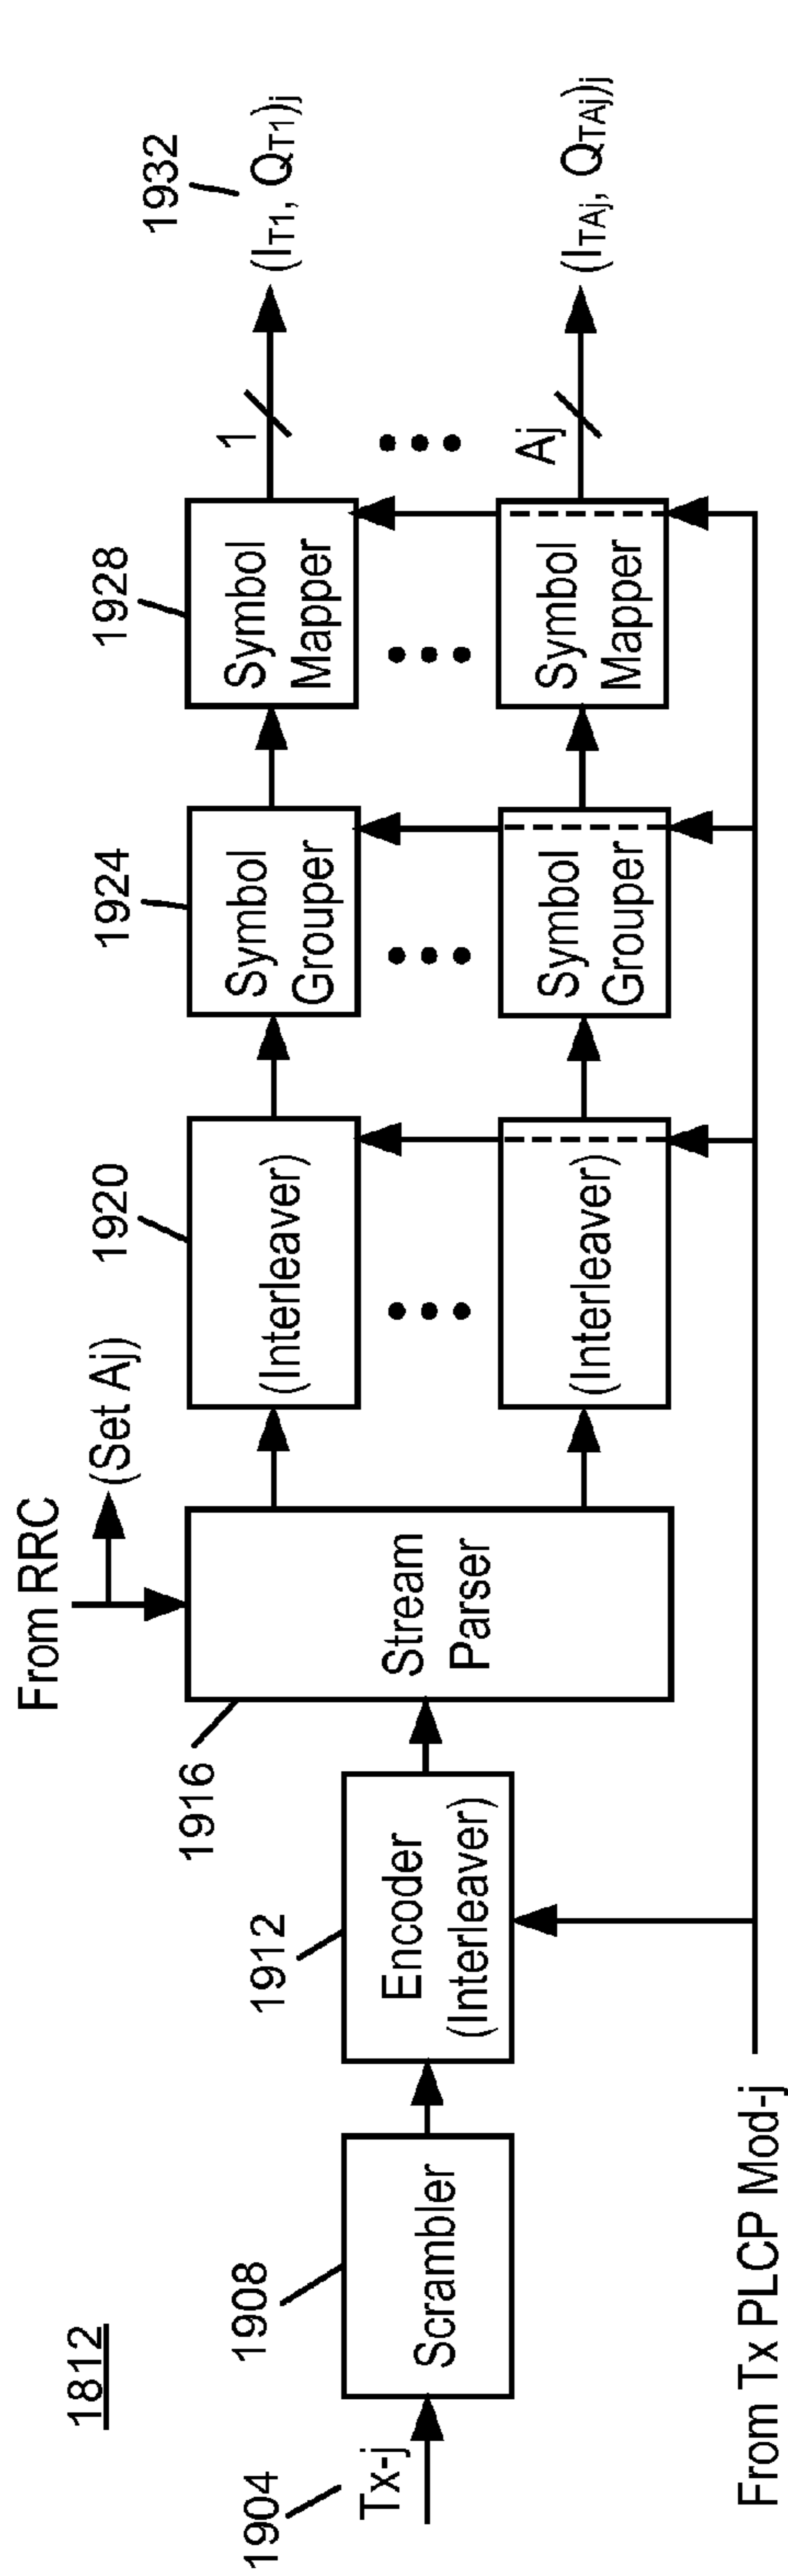 1812
1904
Tx-j
1908
Scrambler
1912
Encoder
(Interleaver)
1916
Stream
Parser
From RRC
(Set Aj)
1920
(Interleaver)
(Interleaver)
1924
Symbol
Grouper
Symbol
Grouper
1928
Symbol
Mapper
Symbol
Mapper
1
Aj
1932
(IT1, QT1)j
(ITAj, QTAj)j
From Tx PLCP Mod-j